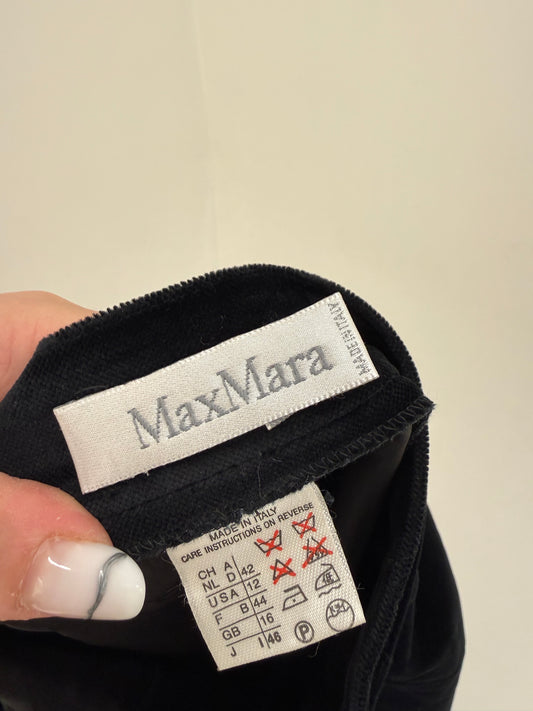 MaxMara
MADE IN ITALY
MADE IN ITALY
CARE INSTRUCTIONS ON REVERSE
CH A
NL D 42
USA 12
F B 44
GB 16
J I 46
P